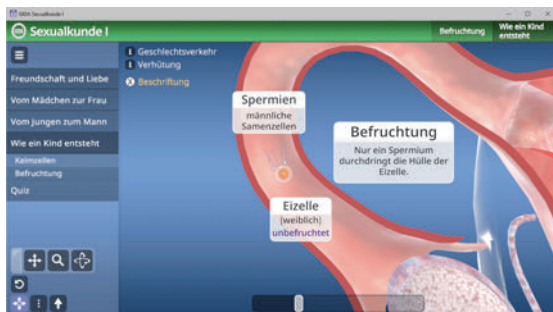 MIDA Sexualkunde I
Sexualkunde I
Befruchtung
Wie ein Kind
entsteht
Freundschaft und Liebe
Vom Mädchen zur Frau
Vom Jungen zum Mann
Wie ein Kind entsteht
Keimzellen
Befruchtung
Quiz
Geschlechtsverkehr
Verhütung
Beschriftung
Spermien
männliche
Samenzellen
Befruchtung
Nur ein Spermium
durchdringt die Hülle der
Eizelle.
Eizelle
(weiblich)
unbefruchtet